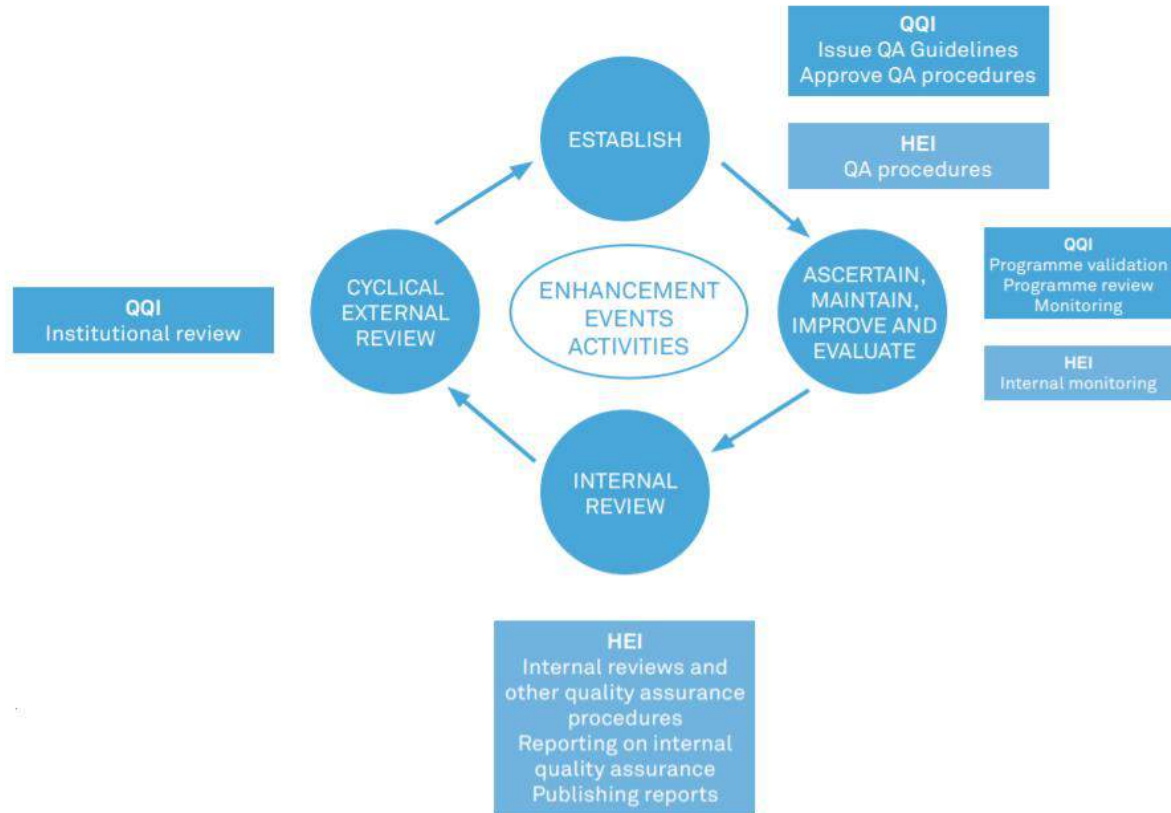 QQI
Issue QA Guidelines
Approve QA procedures
ESTABLISH
HEI
QA procedures
QQI
Programme validation
Programme review
Monitoring
ASCERTAIN,
MAINTAIN,
IMPROVE AND
EVALUATE
HEI
Internal monitoring
ENHANCEMENT
EVENTS
ACTIVITIES
CYCLICAL
EXTERNAL
REVIEW
QQI
Institutional review
INTERNAL
REVIEW
HEI
Internal reviews and
other quality assurance
procedures
Reporting on internal
quality assurance
Publishing reports